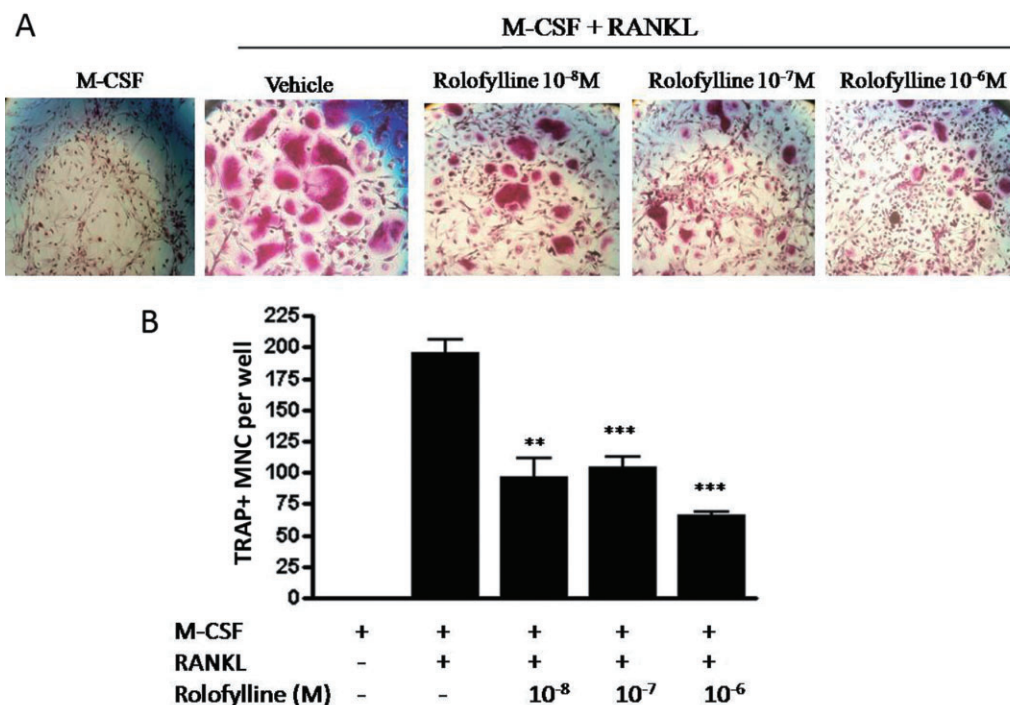 A
M-CSF + RANKL
M-CSF
Vehicle
Rolofylline 10⁻⁸M
Rolofylline 10⁻⁷M
Rolofylline 10⁻⁶M
B
TRAP+ MNC per well
225
200
175
150
125
100
75
50
25
0
**
***
***
M-CSF + + + + +
RANKL - + + + +
Rolofylline (M) - - 10⁻⁸ 10⁻⁷ 10⁻⁶